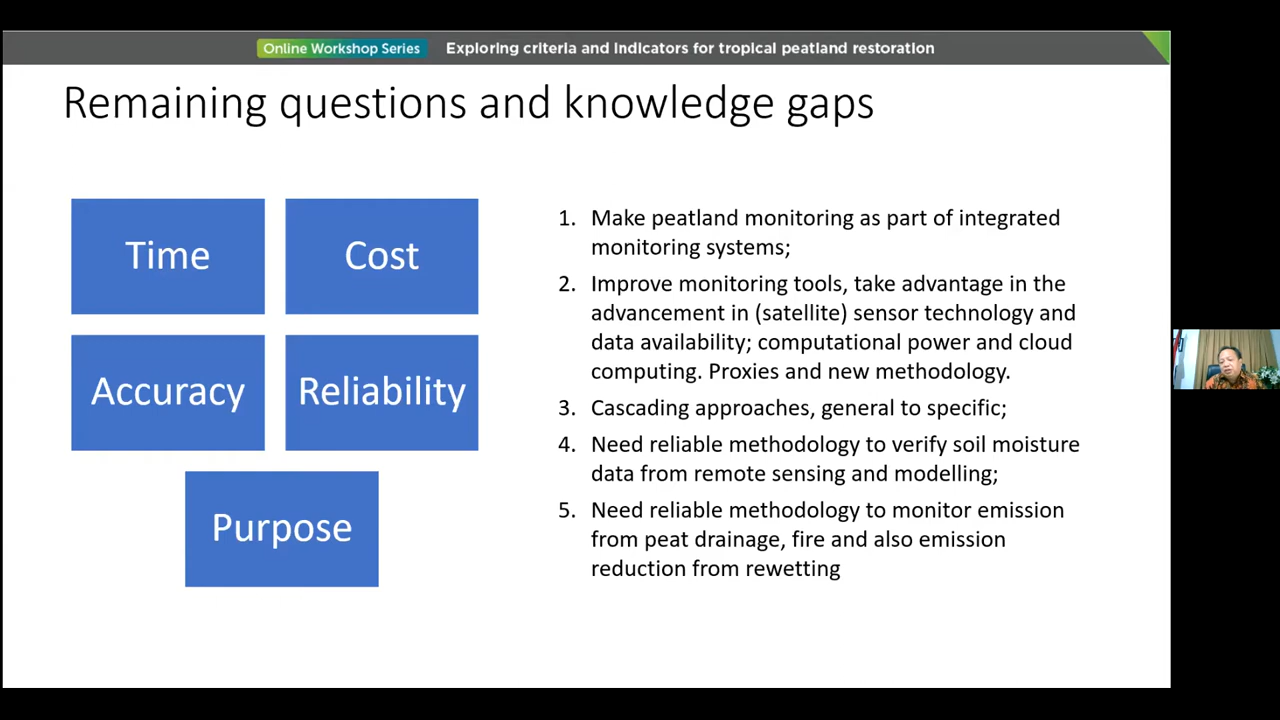 Online Workshop Series Exploring criteria and indicators for tropical peatland restoration
Remaining questions and knowledge gaps
Time
Cost
Accuracy
Reliability
Purpose
1. Make peatland monitoring as part of integrated
monitoring systems;
2. Improve monitoring tools, take advantage in the
advancement in (satellite) sensor technology and
data availability; computational power and cloud
computing. Proxies and new methodology.
3. Cascading approaches, general to specific;
4. Need reliable methodology to verify soil moisture
data from remote sensing and modelling;
5. Need reliable methodology to monitor emission
from peat drainage, fire and also emission
reduction from rewetting